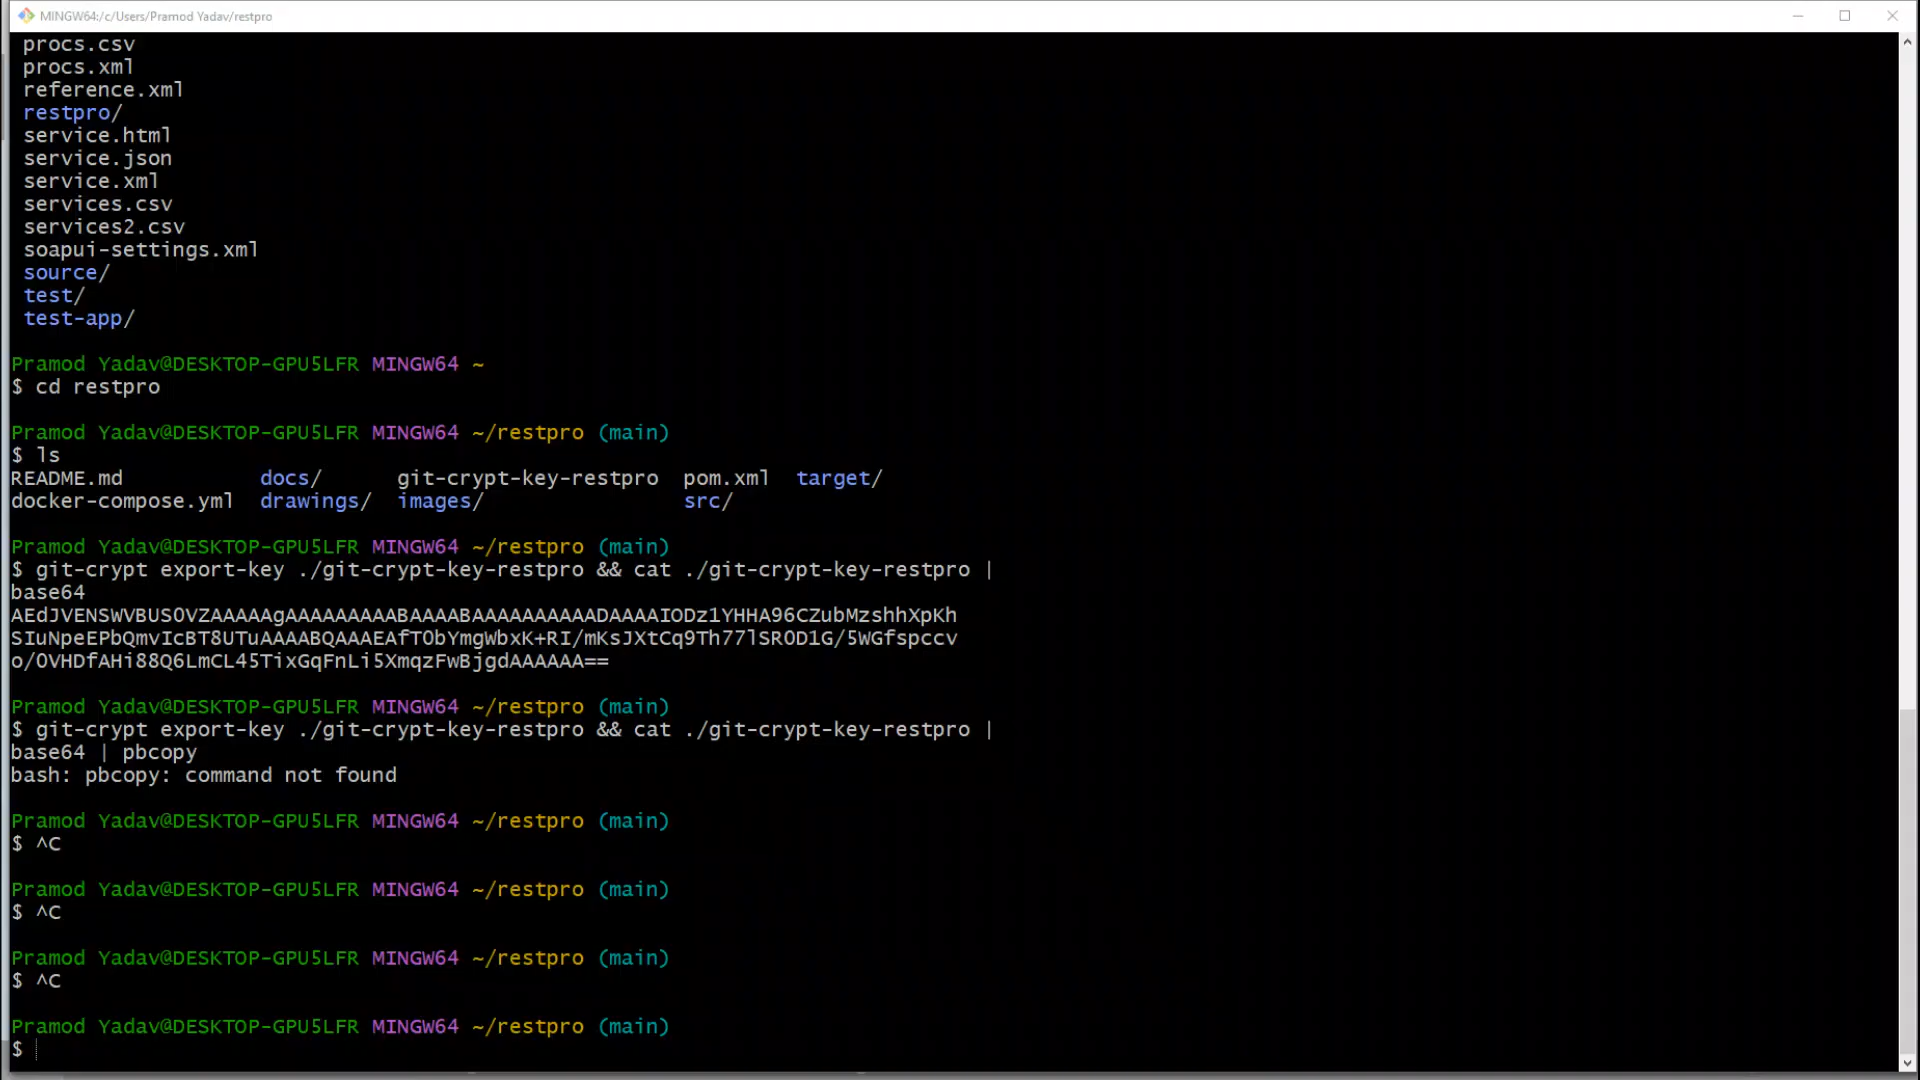 MINGW64:/c/Users/Pramod Yadav/restpro
procs.csv
procs.xml
reference.xml
restpro/
service.html
service.json
service.xml
services.csv
services2.csv
soapui-settings.xml
source/
test/
test-app/
Pramod Yadav@DESKTOP-GPU5LFR MINGW64 ~
$ cd restpro
Pramod Yadav@DESKTOP-GPU5LFR MINGW64 ~/restpro (main)
$ ls
README.md docs/ git-crypt-key-restpro pom.xml target/
docker-compose.yml drawings/ images/ src/
Pramod Yadav@DESKTOP-GPU5LFR MINGW64 ~/restpro (main)
$ git-crypt export-key ./git-crypt-key-restpro && cat ./git-crypt-key-restpro |
base64
AEdJVENSWVBUS0VZAAAAAgAAAAAAAAABAAAABAAAAAAAAAADAAAAIODz1YHHA96CZubMzshhXpKh
SIuNpeEPbQmvIcBT8UTuAAAABQAAAEAfT0bYmgWbxK+RI/mKsJXtCq9Th77lSR0D1G/5WGfspccv
o/OVHDfAHi88Q6LmCL45TixGqFnLi5XmqzFwBjgdAAAAAA==
Pramod Yadav@DESKTOP-GPU5LFR MINGW64 ~/restpro (main)
$ git-crypt export-key ./git-crypt-key-restpro && cat ./git-crypt-key-restpro |
base64 | pbcopy
bash: pbcopy: command not found
Pramod Yadav@DESKTOP-GPU5LFR MINGW64 ~/restpro (main)
$ ^C
Pramod Yadav@DESKTOP-GPU5LFR MINGW64 ~/restpro (main)
$ ^C
Pramod Yadav@DESKTOP-GPU5LFR MINGW64 ~/restpro (main)
$ ^C
Pramod Yadav@DESKTOP-GPU5LFR MINGW64 ~/restpro (main)
$